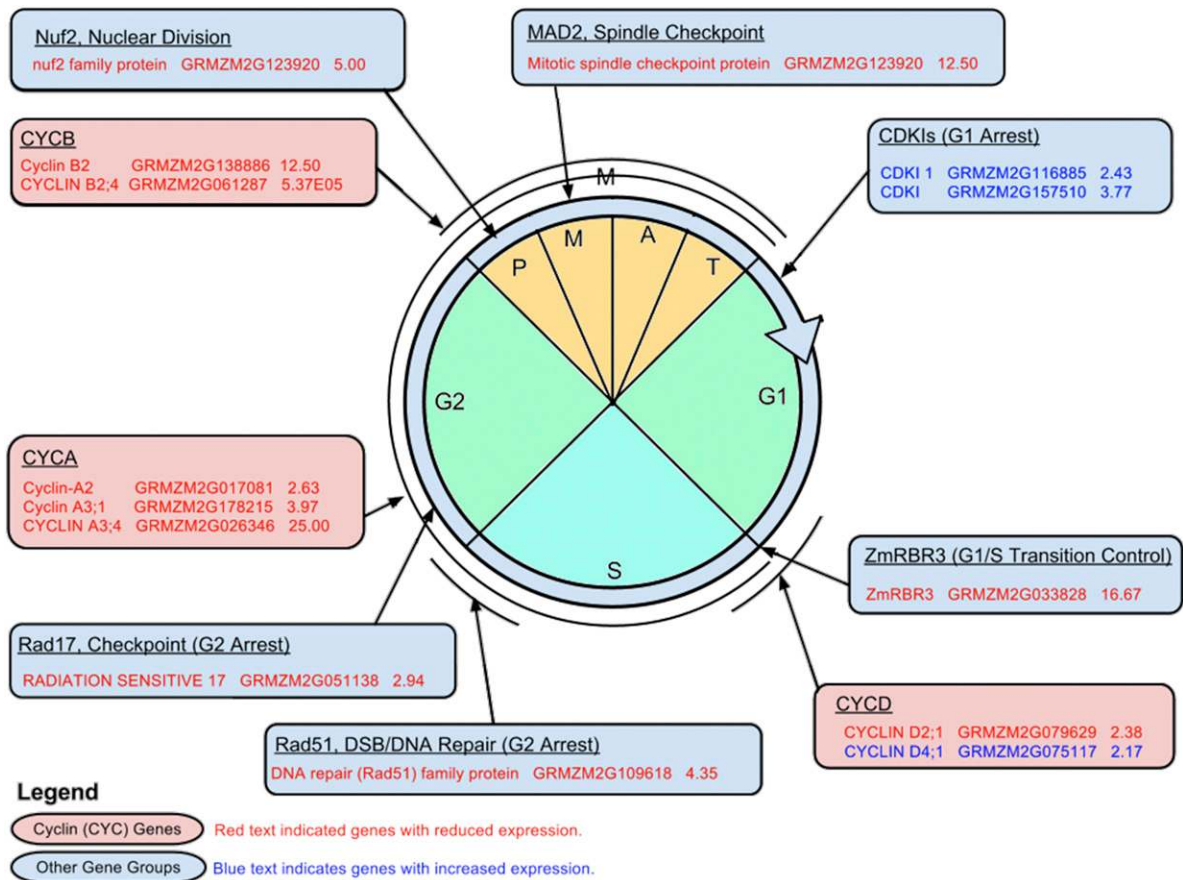 Nuf2, Nuclear Division
nuf2 family protein GRMZM2G123920 5.00
MAD2, Spindle Checkpoint
Mitotic spindle checkpoint protein GRMZM2G123920 12.50
CYCB
Cyclin B2 GRMZM2G138886 12.50
CYCLIN B2;4 GRMZM2G061287 5.37E05
CDKIs (G1 Arrest)
CDKI 1 GRMZM2G116885 2.43
CDKI GRMZM2G157510 3.77
M
P
M
A
T
G2
G1
S
CYCA
Cyclin-A2 GRMZM2G017081 2.63
Cyclin A3;1 GRMZM2G178215 3.97
CYCLIN A3;4 GRMZM2G026346 25.00
ZmRBR3 (G1/S Transition Control)
ZmRBR3 GRMZM2G033828 16.67
Rad17, Checkpoint (G2 Arrest)
RADIATION SENSITIVE 17 GRMZM2G051138 2.94
CYCD
CYCLIN D2;1 GRMZM2G079629 2.38
CYCLIN D4;1 GRMZM2G075117 2.17
Rad51, DSB/DNA Repair (G2 Arrest)
DNA repair (Rad51) family protein GRMZM2G109618 4.35
Legend
Cyclin (CYC) Genes Red text indicated genes with reduced expression.
Other Gene Groups Blue text indicates genes with increased expression.